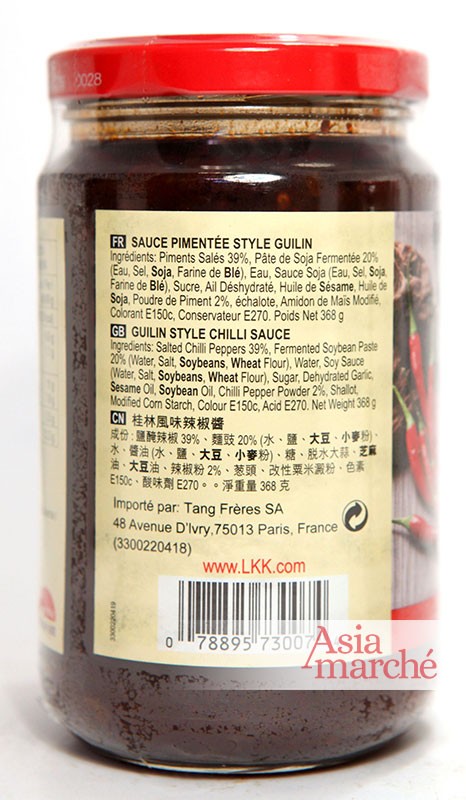 0028
FR SAUCE PIMENTÉE STYLE GUILIN
Ingrédients: Piments Salés 39%, Pâte de Soja Fermentée 20%
(Eau, Sel, Soja, Farine de Blé), Eau, Sauce Soja (Eau, Sel, Soja,
Farine de Blé), Sucre, Ail Déshydraté, Huile de Sésame, Huile de
Soja, Poudre de Piment 2%, échalote, Amidon de Maïs Modifié,
Colorant E150c, Conservateur E270. Poids Net 368 g
GB GUILIN STYLE CHILLI SAUCE
Ingredients: Salted Chilli Peppers 39%, Fermented Soybean Paste
20% (Water, Salt, Soybeans, Wheat Flour), Water, Soy Sauce
(Water, Salt, Soybeans, Wheat Flour), Sugar, Dehydrated Garlic,
Sesame Oil, Soybean Oil, Chilli Pepper Powder 2%, Shallot,
Modified Corn Starch, Colour E150c, Acid E270. Net Weight 368 g
CN 桂林風味辣椒醬
成份：鹽醃辣椒 39%、麵豉 20% (水、鹽、大豆、小麥粉)、
水、醬油 (水、鹽、大豆、小麥粉)、糖、脱水大蒜、芝麻
油、大豆油、辣椒粉 2%、葱頭、改性粟米澱粉、色素
E150c、酸味劑 E270。。淨重量 368 克
Importé par: Tang Frères SA
48 Avenue D'Ivry,75013 Paris, France
(3300220418)
www.LKK.com
3300220419
0 78895 73007
Asia
marché